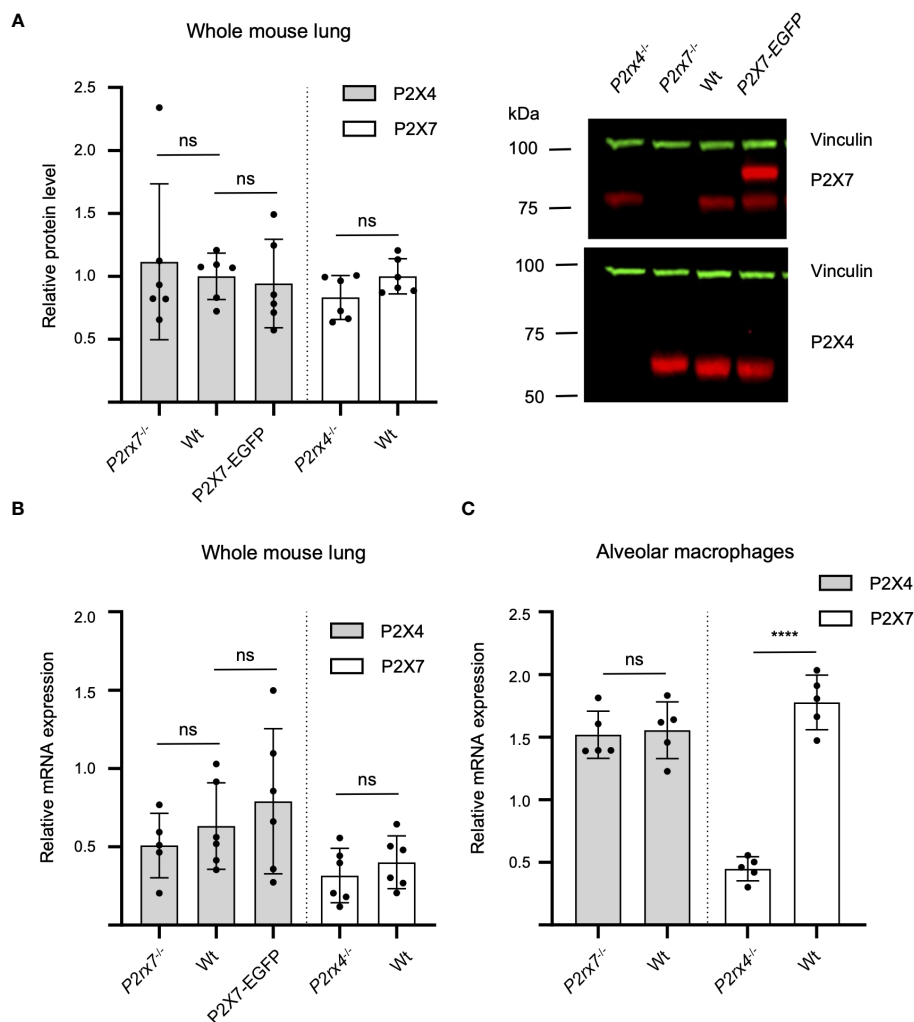 A
Whole mouse lung
P2X4
P2X7
Relative protein level
2.5
2.0
1.5
1.0
0.5
ns
ns
ns
P2rx7-/-
Wt
P2X7-EGFP
P2rx4-/-
Wt
P2rx4-/-
P2rx7-/-
Wt
P2X7-EGFP
kDa
100
75
Vinculin
P2X7
100
75
50
Vinculin
P2X4
B
Whole mouse lung
P2X4
P2X7
Relative mRNA expression
2.0
1.5
1.0
0.5
ns
ns
ns
P2rx7-/-
Wt
P2X7-EGFP
P2rx4-/-
Wt
C
Alveolar macrophages
P2X4
P2X7
Relative mRNA expression
2.5
2.0
1.5
1.0
0.5
ns
****
P2rx7-/-
Wt
P2rx4-/-
Wt